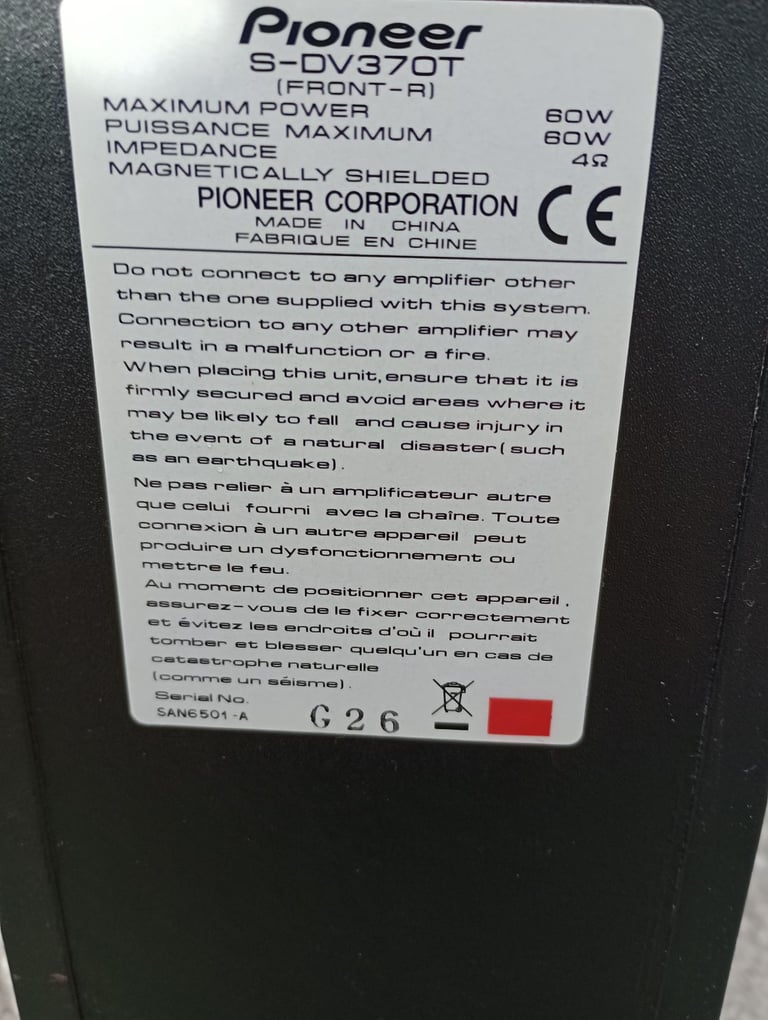 Pioneer
S-DV370T
(FRONT-R)
MAXIMUM POWER 60W
PUISSANCE MAXIMUM 60W
IMPEDANCE 4Ω
MAGNETICALLY SHIELDED
PIONEER CORPORATION CE
MADE IN CHINA
FABRIQUE EN CHINE
Do not connect to any amplifier other
than the one supplied with this system.
Connection to any other amplifier may
result in a malfunction or a fire.
When placing this unit, ensure that it is
firmly secured and avoid areas where it
may be likely to fall and cause injury in
the event of a natural disaster (such
as an earthquake).
Ne pas relier à un amplificateur autre
que celui fourni avec la chaîne. Toute
connexion à un autre appareil peut
produire un dysfonctionnement ou
mettre le feu.
Au moment de positionner cet appareil,
assurez-vous de le fixer correctement
et évitez les endroits d'où il pourrait
tomber et blesser quelqu'un en cas de
catastrophe naturelle
(comme un séisme).
Serial No.
SAN6501-A G26